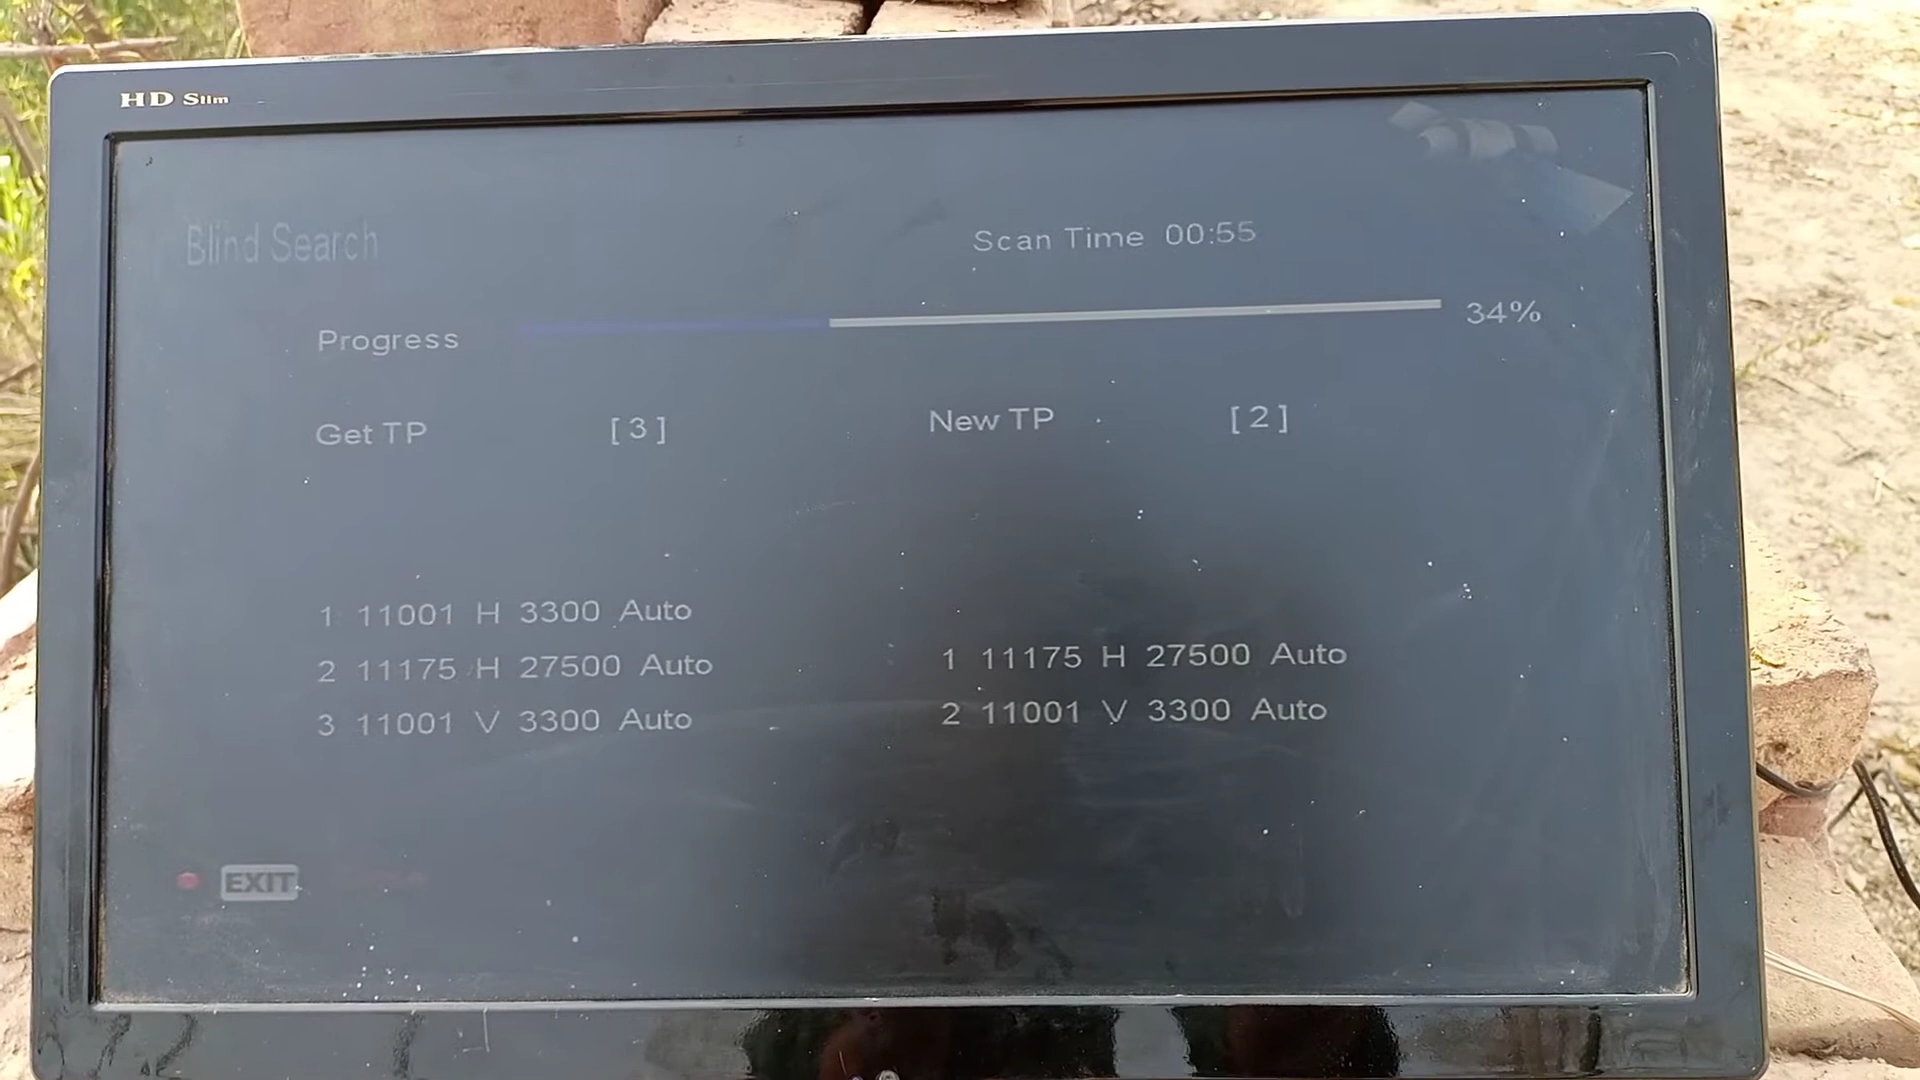 HD Slim
Blind Search
Scan Time 00:55
Progress 34%
Get TP [3] New TP [2]
1 11001 H 3300 Auto
2 11175 H 27500 Auto
3 11001 V 3300 Auto
1 11175 H 27500 Auto
2 11001 V 3300 Auto
EXIT